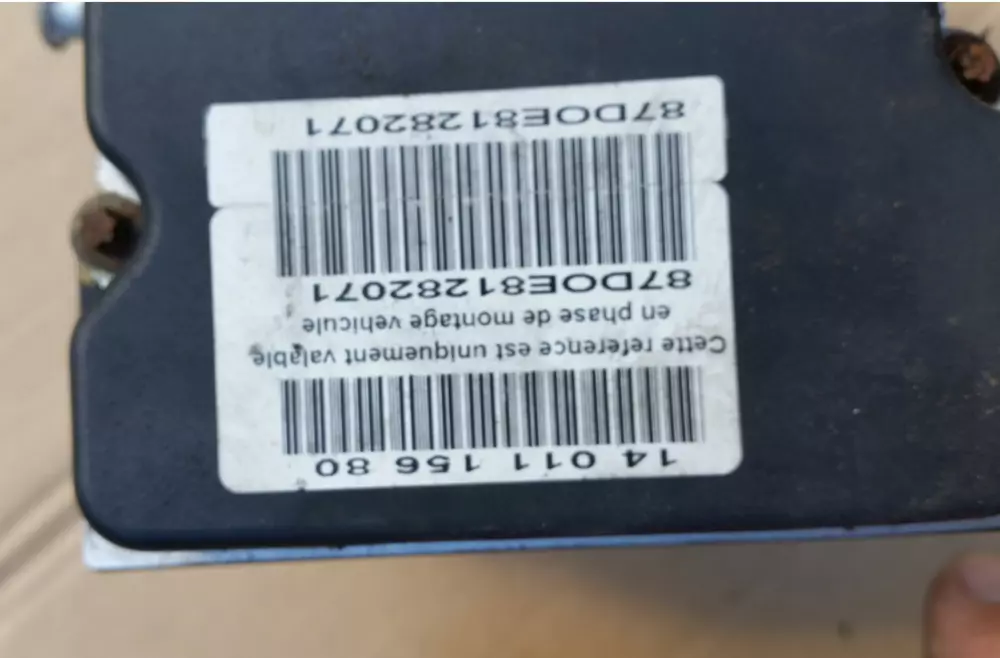 14 011 156 80
Cette reference est uniquement valable
en phase de montage vehicule
87DOE81282071
87DOE81282071